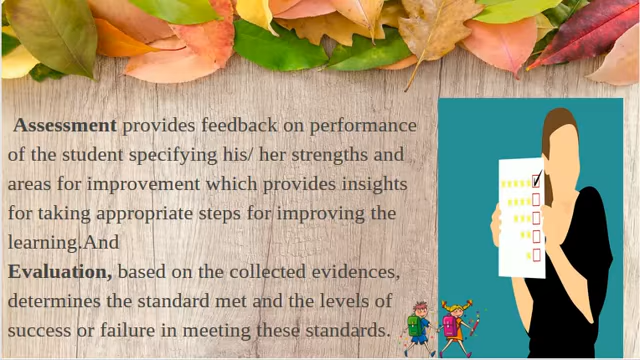 Assessment provides feedback on performance
of the student specifying his/ her strengths and
areas for improvement which provides insights
for taking appropriate steps for improving the
learning.And
Evaluation, based on the collected evidences,
determines the standard met and the levels of
success or failure in meeting these standards.